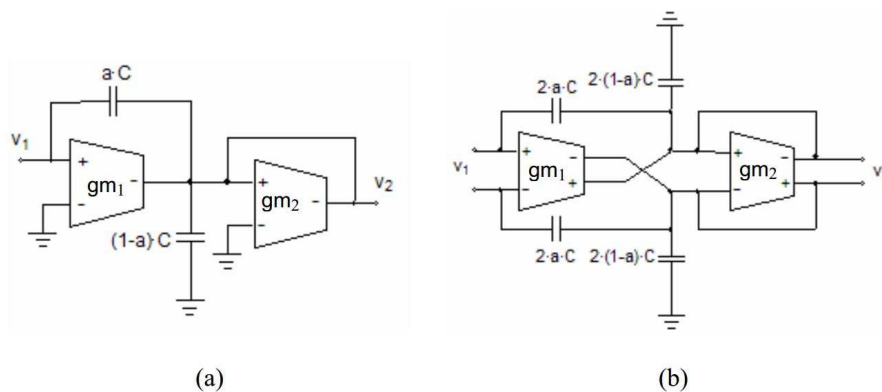 a·C
v1
+
gm1
−
−
(1-a)·C
+
gm2
−
−
v2
(a)
2·a·C
2·(1-a)·C
v1
+
−
gm1
−
+
+
−
gm2
−
+
v
2·a·C
2·(1-a)·C
(b)